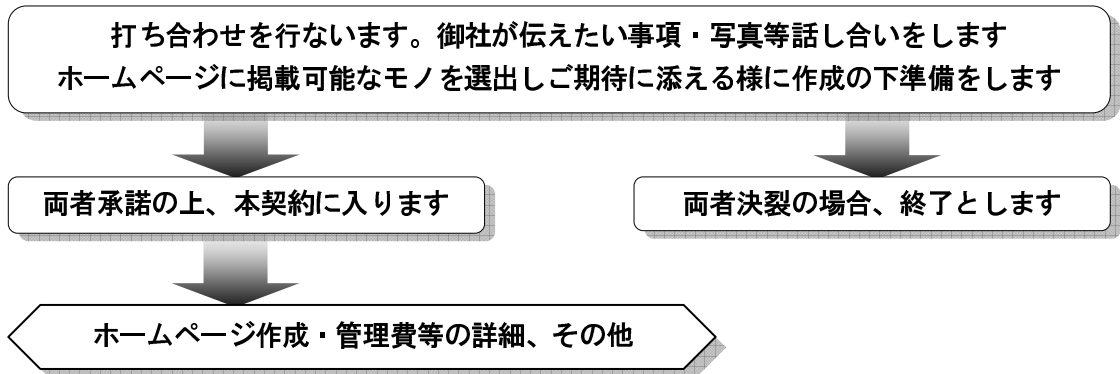 打ち合わせを行ないます。御社が伝えたい事項・写真等話し合いをします
ホームページに掲載可能なモノを選出しご期待に添える様に作成の下準備をします
両者承諾の上、本契約に入ります
両者決裂の場合、終了とします
ホームページ作成・管理費等の詳細、その他